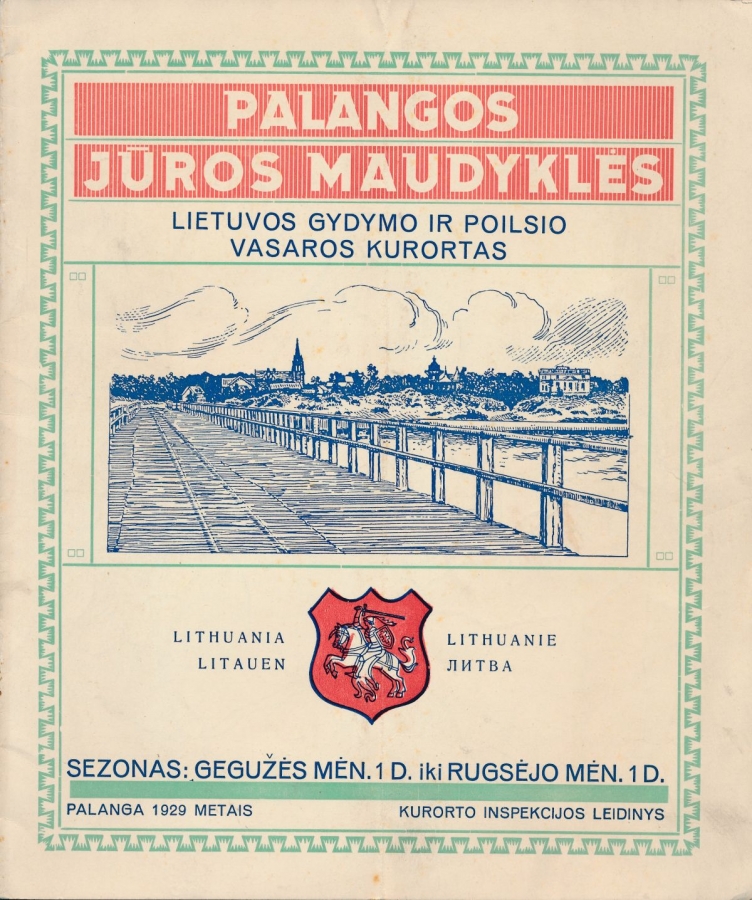 PALANGOS
JŪROS MAUDYKLĖS
LIETUVOS GYDYMO IR POILSIO
VASAROS KURORTAS
LITHUANIA
LITAUEN
LITHUANIE
ЛИТВА
SEZONAS: GEGUŽĖS MĖN. 1 D. iki RUGSĖJO MĖN. 1 D.
PALANGA 1929 METAIS
KURORTO INSPEKCIJOS LEIDINYS